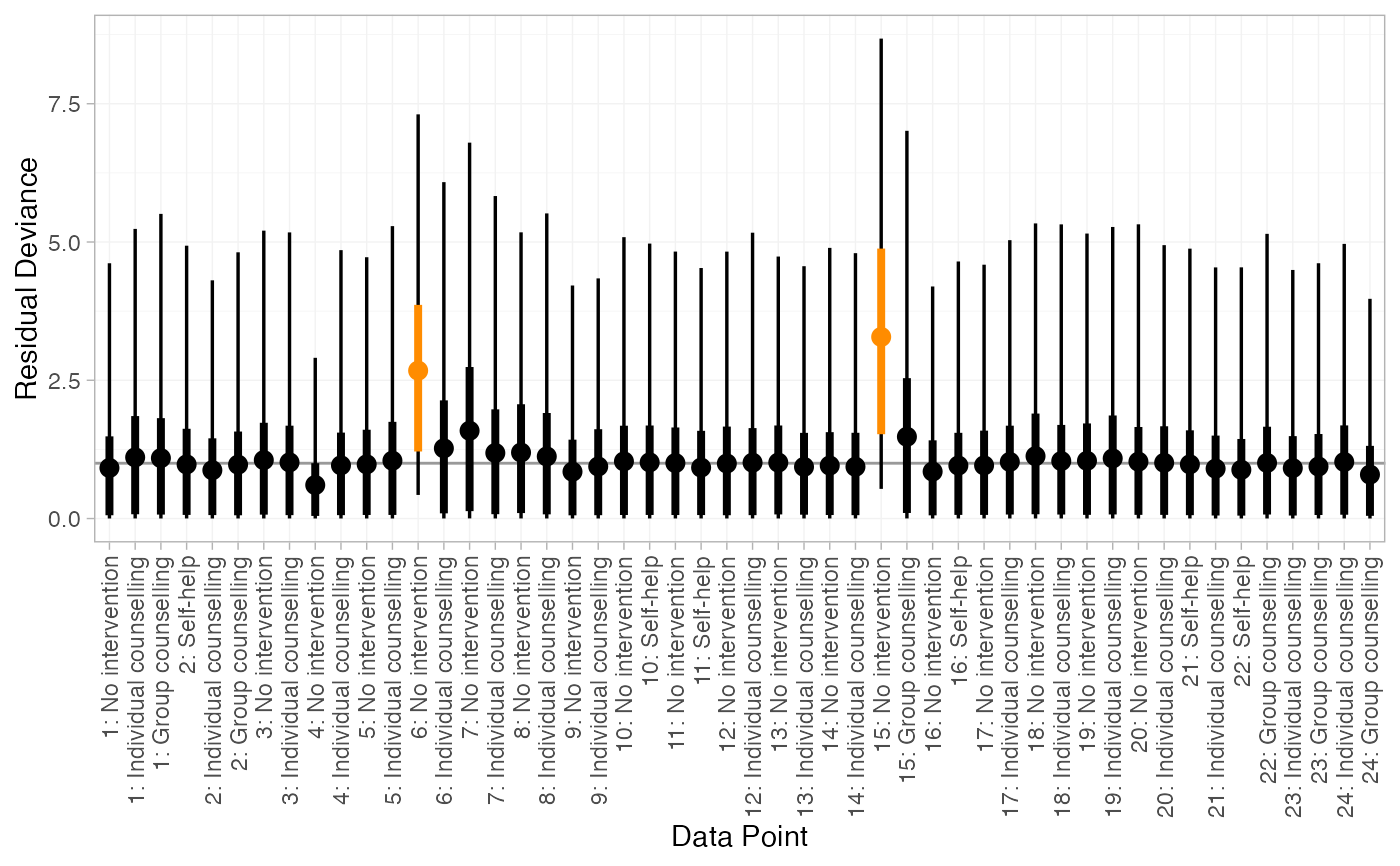 7.5
5.0
2.5
0.0
Residual Deviance
1: No intervention
1: Individual counselling
1: Group counselling
2: Self-help
2: Individual counselling
2: Group counselling
3: No intervention
3: Individual counselling
4: No intervention
4: Individual counselling
5: No intervention
5: Individual counselling
6: No intervention
6: Individual counselling
7: No intervention
7: Individual counselling
8: No intervention
8: Individual counselling
9: No intervention
9: Individual counselling
10: No intervention
10: Self-help
11: No intervention
11: Self-help
12: No intervention
12: Individual counselling
13: No intervention
13: Individual counselling
14: No intervention
14: Individual counselling
15: No intervention
15: Group counselling
16: No intervention
16: Self-help
17: No intervention
17: Individual counselling
18: No intervention
18: Individual counselling
19: No intervention
19: Individual counselling
20: No intervention
20: Individual counselling
21: Self-help
21: Individual counselling
22: Self-help
22: Group counselling
23: Individual counselling
23: Group counselling
24: Individual counselling
24: Group counselling
Data Point